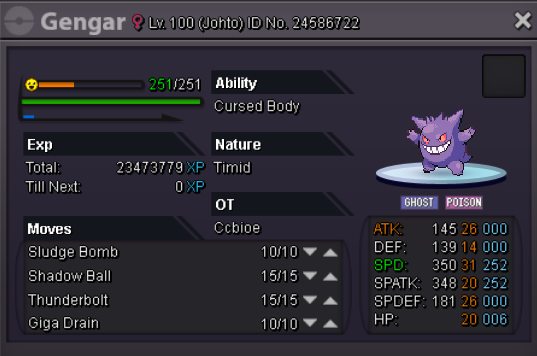 Gengar ♀ Lv. 100 (Johto) ID No. 24586722
251/251
Ability
Cursed Body
Exp
Total: 23473779 XP
Till Next: 0 XP
Nature
Timid
OT
Ccbioe
GHOST POISON
Moves
Sludge Bomb 10/10
Shadow Ball 15/15
Thunderbolt 15/15
Giga Drain 10/10
ATK: 145 26 000
DEF: 139 14 000
SPD: 350 31 252
SPATK: 348 20 252
SPDEF: 181 26 000
HP: 20 006